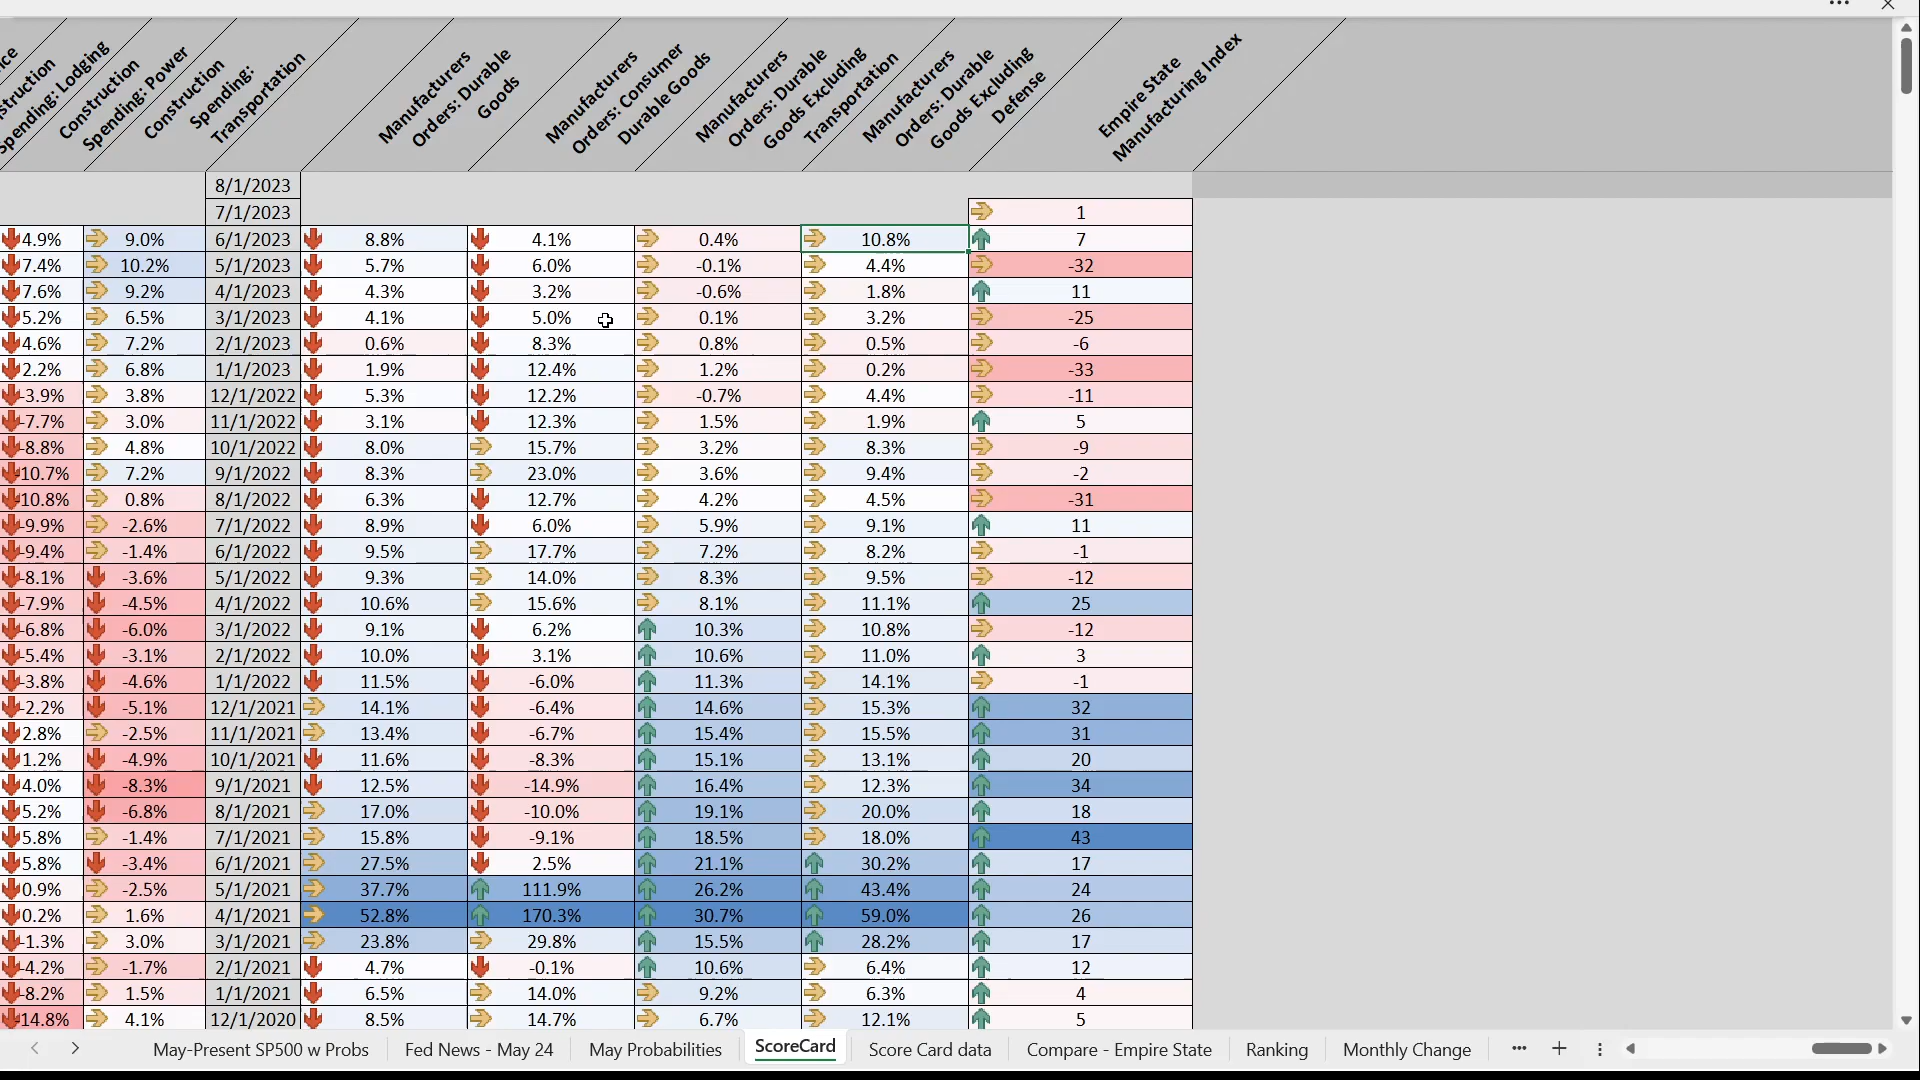 Construction
Spending: Lodging
Construction
Spending: Power
Construction
Spending:
Transportation
Manufacturers
Orders: Durable
Goods
Manufacturers
Orders: Consumer
Durable Goods
Manufacturers
Orders: Durable
Goods Excluding
Transportation
Manufacturers
Orders: Durable
Goods Excluding
Defense
Empire State
Manufacturing Index
8/1/2023
7/1/2023 1
4.9% 9.0% 6/1/2023 8.8% 4.1% 0.4% 10.8% 7
7.4% 10.2% 5/1/2023 5.7% 6.0% -0.1% 4.4% -32
7.6% 9.2% 4/1/2023 4.3% 3.2% -0.6% 1.8% 11
5.2% 6.5% 3/1/2023 4.1% 5.0% 0.1% 3.2% -25
4.6% 7.2% 2/1/2023 0.6% 8.3% 0.8% 0.5% -6
2.2% 6.8% 1/1/2023 1.9% 12.4% 1.2% 0.2% -33
-3.9% 3.8% 12/1/2022 5.3% 12.2% -0.7% 4.4% -11
-7.7% 3.0% 11/1/2022 3.1% 12.3% 1.5% 1.9% 5
-8.8% 4.8% 10/1/2022 8.0% 15.7% 3.2% 8.3% -9
10.7% 7.2% 9/1/2022 8.3% 23.0% 3.6% 9.4% -2
10.8% 0.8% 8/1/2022 6.3% 12.7% 4.2% 4.5% -31
-9.9% -2.6% 7/1/2022 8.9% 6.0% 5.9% 9.1% 11
-9.4% -1.4% 6/1/2022 9.5% 17.7% 7.2% 8.2% -1
-8.1% -3.6% 5/1/2022 9.3% 14.0% 8.3% 9.5% -12
-7.9% -4.5% 4/1/2022 10.6% 15.6% 8.1% 11.1% 25
-6.8% -6.0% 3/1/2022 9.1% 6.2% 10.3% 10.8% -12
-5.4% -3.1% 2/1/2022 10.0% 3.1% 10.6% 11.0% 3
-3.8% -4.6% 1/1/2022 11.5% -6.0% 11.3% 14.1% -1
-2.2% -5.1% 12/1/2021 14.1% -6.4% 14.6% 15.3% 32
2.8% -2.5% 11/1/2021 13.4% -6.7% 15.4% 15.5% 31
1.2% -4.9% 10/1/2021 11.6% -8.3% 15.1% 13.1% 20
4.0% -8.3% 9/1/2021 12.5% -14.9% 16.4% 12.3% 34
5.2% -6.8% 8/1/2021 17.0% -10.0% 19.1% 20.0% 18
5.8% -1.4% 7/1/2021 15.8% -9.1% 18.5% 18.0% 43
5.8% -3.4% 6/1/2021 27.5% 2.5% 21.1% 30.2% 17
0.9% -2.5% 5/1/2021 37.7% 111.9% 26.2% 43.4% 24
0.2% 1.6% 4/1/2021 52.8% 170.3% 30.7% 59.0% 26
-1.3% 3.0% 3/1/2021 23.8% 29.8% 15.5% 28.2% 17
-4.2% -1.7% 2/1/2021 4.7% -0.1% 10.6% 6.4% 12
-8.2% 1.5% 1/1/2021 6.5% 14.0% 9.2% 6.3% 4
14.8% 4.1% 12/1/2020 8.5% 14.7% 6.7% 12.1% 5
May-Present SP500 w Probs Fed News - May 24 May Probabilities ScoreCard Score Card data Compare - Empire State Ranking Monthly Change